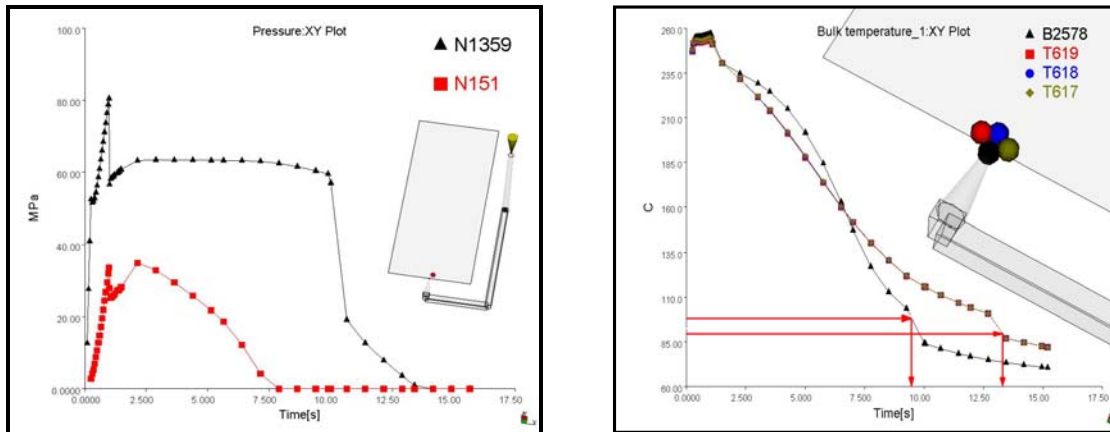 Pressure:XY Plot
100.0
80.00
60.00
40.00
20.00
0.0000
MPa
N1359
N151
0.0000 2.500 5.000 7.500 10.00 12.50 15.00 17.50
Time[s]
Bulk temperature_1:XY Plot
260.0
235.0
210.0
185.0
160.0
135.0
110.0
85.00
60.00
C
B2578
T619
T618
T617
0.0000 2.500 5.000 7.500 10.00 12.50 15.00 17.50
Time[s]